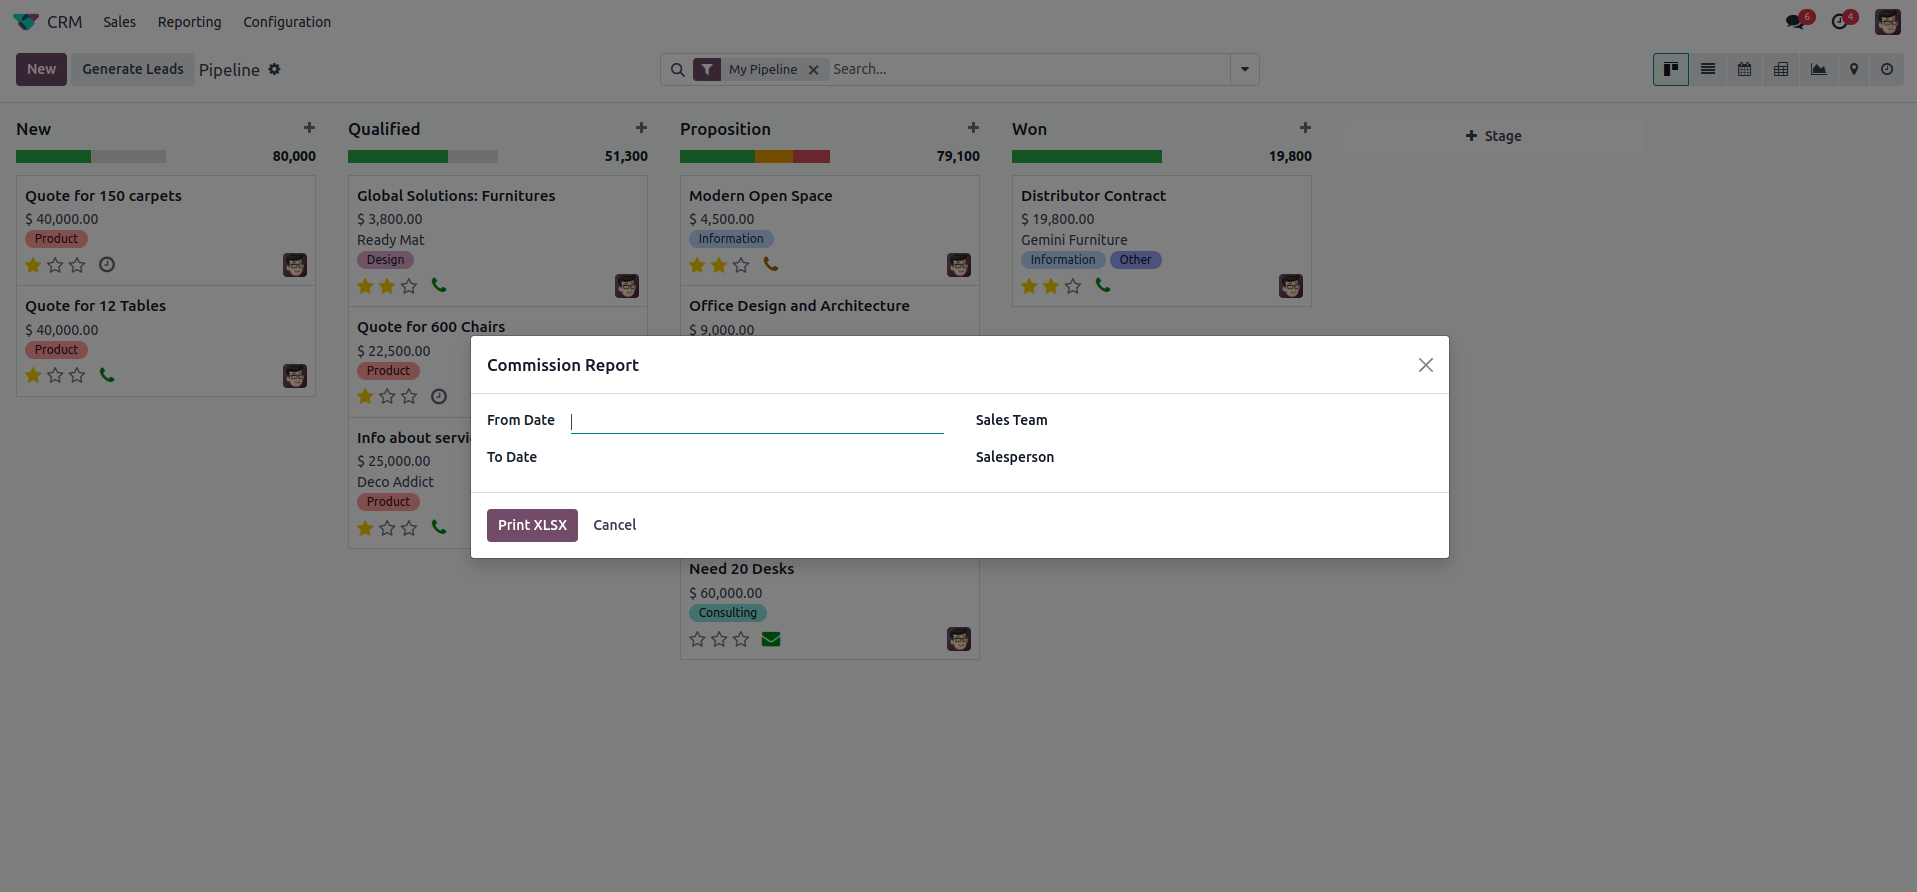 CRM Sales Reporting Configuration 6 4
New Generate Leads Pipeline My Pipeline Search...
New
80,000
Quote for 150 carpets
$ 40,000.00
Product
Quote for 12 Tables
$ 40,000.00
Product
Qualified
51,300
Global Solutions: Furnitures
$ 3,800.00
Ready Mat
Design
Quote for 600 Chairs
$ 22,500.00
Product
Info about servi
$ 25,000.00
Deco Addict
Product
Proposition
79,100
Modern Open Space
$ 4,500.00
Information
Office Design and Architecture
$ 9,000.00
Need 20 Desks
$ 60,000.00
Consulting
Won
19,800
Distributor Contract
$ 19,800.00
Gemini Furniture
Information Other
Stage
Commission Report
From Date
To Date
Sales Team
Salesperson
Print XLSX Cancel